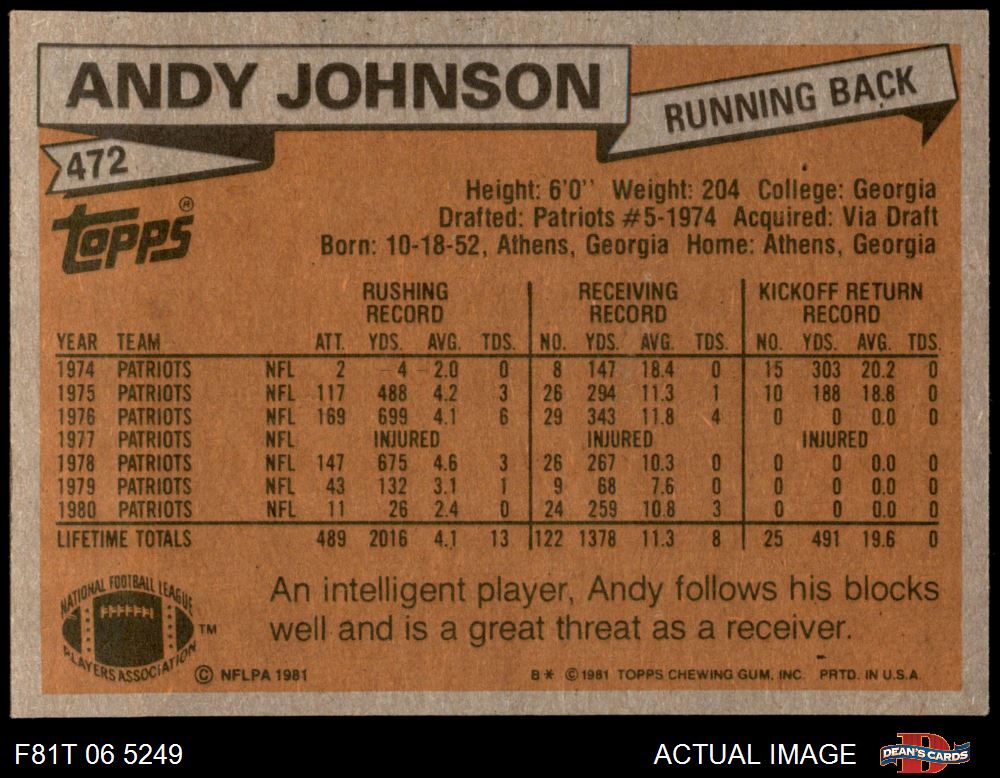 ANDY JOHNSON
RUNNING BACK
472
TOPPS®
Height: 6'0'' Weight: 204 College: Georgia
Drafted: Patriots #5-1974 Acquired: Via Draft
Born: 10-18-52, Athens, Georgia Home: Athens, Georgia
RUSHING RECORD RECEIVING RECORD KICKOFF RETURN RECORD
YEAR TEAM ATT. YDS. AVG. TDS. NO. YDS. AVG. TDS. NO. YDS. AVG. TDS.
1974 PATRIOTS NFL 2 4 2.0 0 8 147 18.4 0 15 303 20.2 0
1975 PATRIOTS NFL 117 488 4.2 3 26 294 11.3 1 10 188 18.8 0
1976 PATRIOTS NFL 169 699 4.1 6 29 343 11.8 4 0 0 0.0 0
1977 PATRIOTS NFL INJURED INJURED INJURED
1978 PATRIOTS NFL 147 675 4.6 3 26 267 10.3 0 0 0 0.0 0
1979 PATRIOTS NFL 43 132 3.1 1 9 68 7.6 0 0 0 0.0 0
1980 PATRIOTS NFL 11 26 2.4 0 24 259 10.8 3 0 0 0.0 0
LIFETIME TOTALS 489 2016 4.1 13 122 1378 11.3 8 25 491 19.6 0
An intelligent player, Andy follows his blocks
well and is a great threat as a receiver.
NATIONAL FOOTBALL LEAGUE
PLAYERS ASSOCIATION
TM
© NFLPA 1981
B* © 1981 TOPPS CHEWING GUM, INC. PRTD. IN U.S.A.
F81T 06 5249
ACTUAL IMAGE
D
DEAN'S CARDS